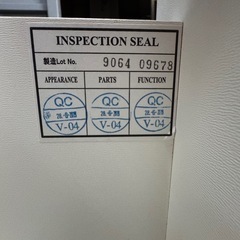 INSPECTION SEAL
製造Lot No. 9064 09678
APPEARANCE PARTS FUNCTION
QC QC QC
V-04 V-04 V-04